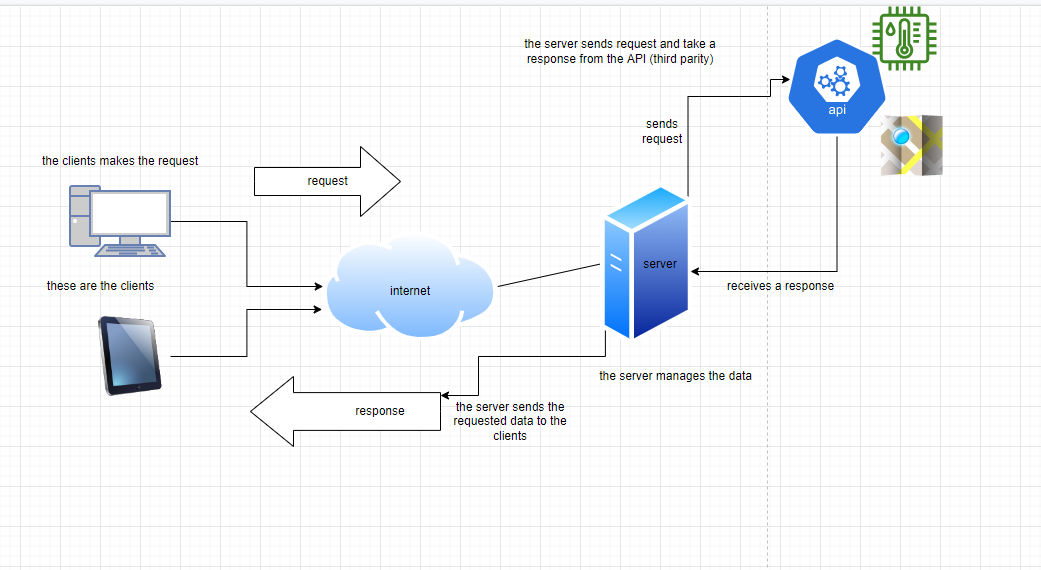 the server sends request and take a
response from the API (third parity)
api
sends
request
the clients makes the request
request
server
these are the clients
internet
receives a response
the server manages the data
response
the server sends the
requested data to the
clients